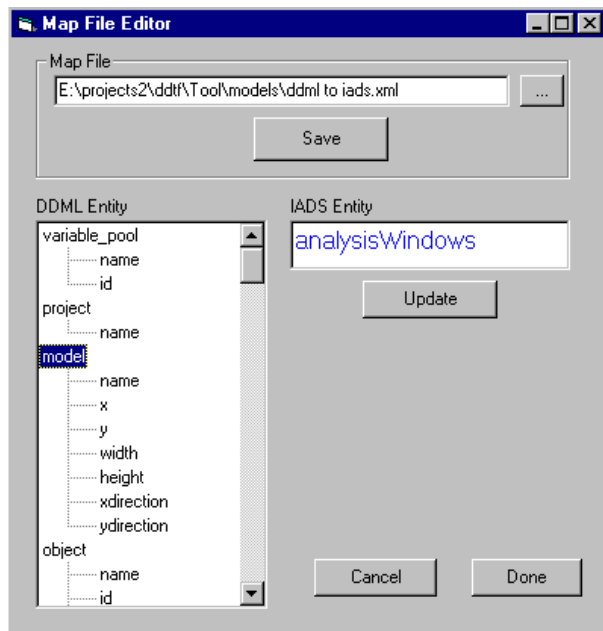 Map File Editor
Map File
E:\projects2\ddtf\Tool\models\ddml to iads.xml
...
Save
DDML Entity
variable_pool
name
id
project
name
model
name
x
y
width
height
xdirection
ydirection
object
name
id
IADS Entity
analysisWindows
Update
Cancel
Done